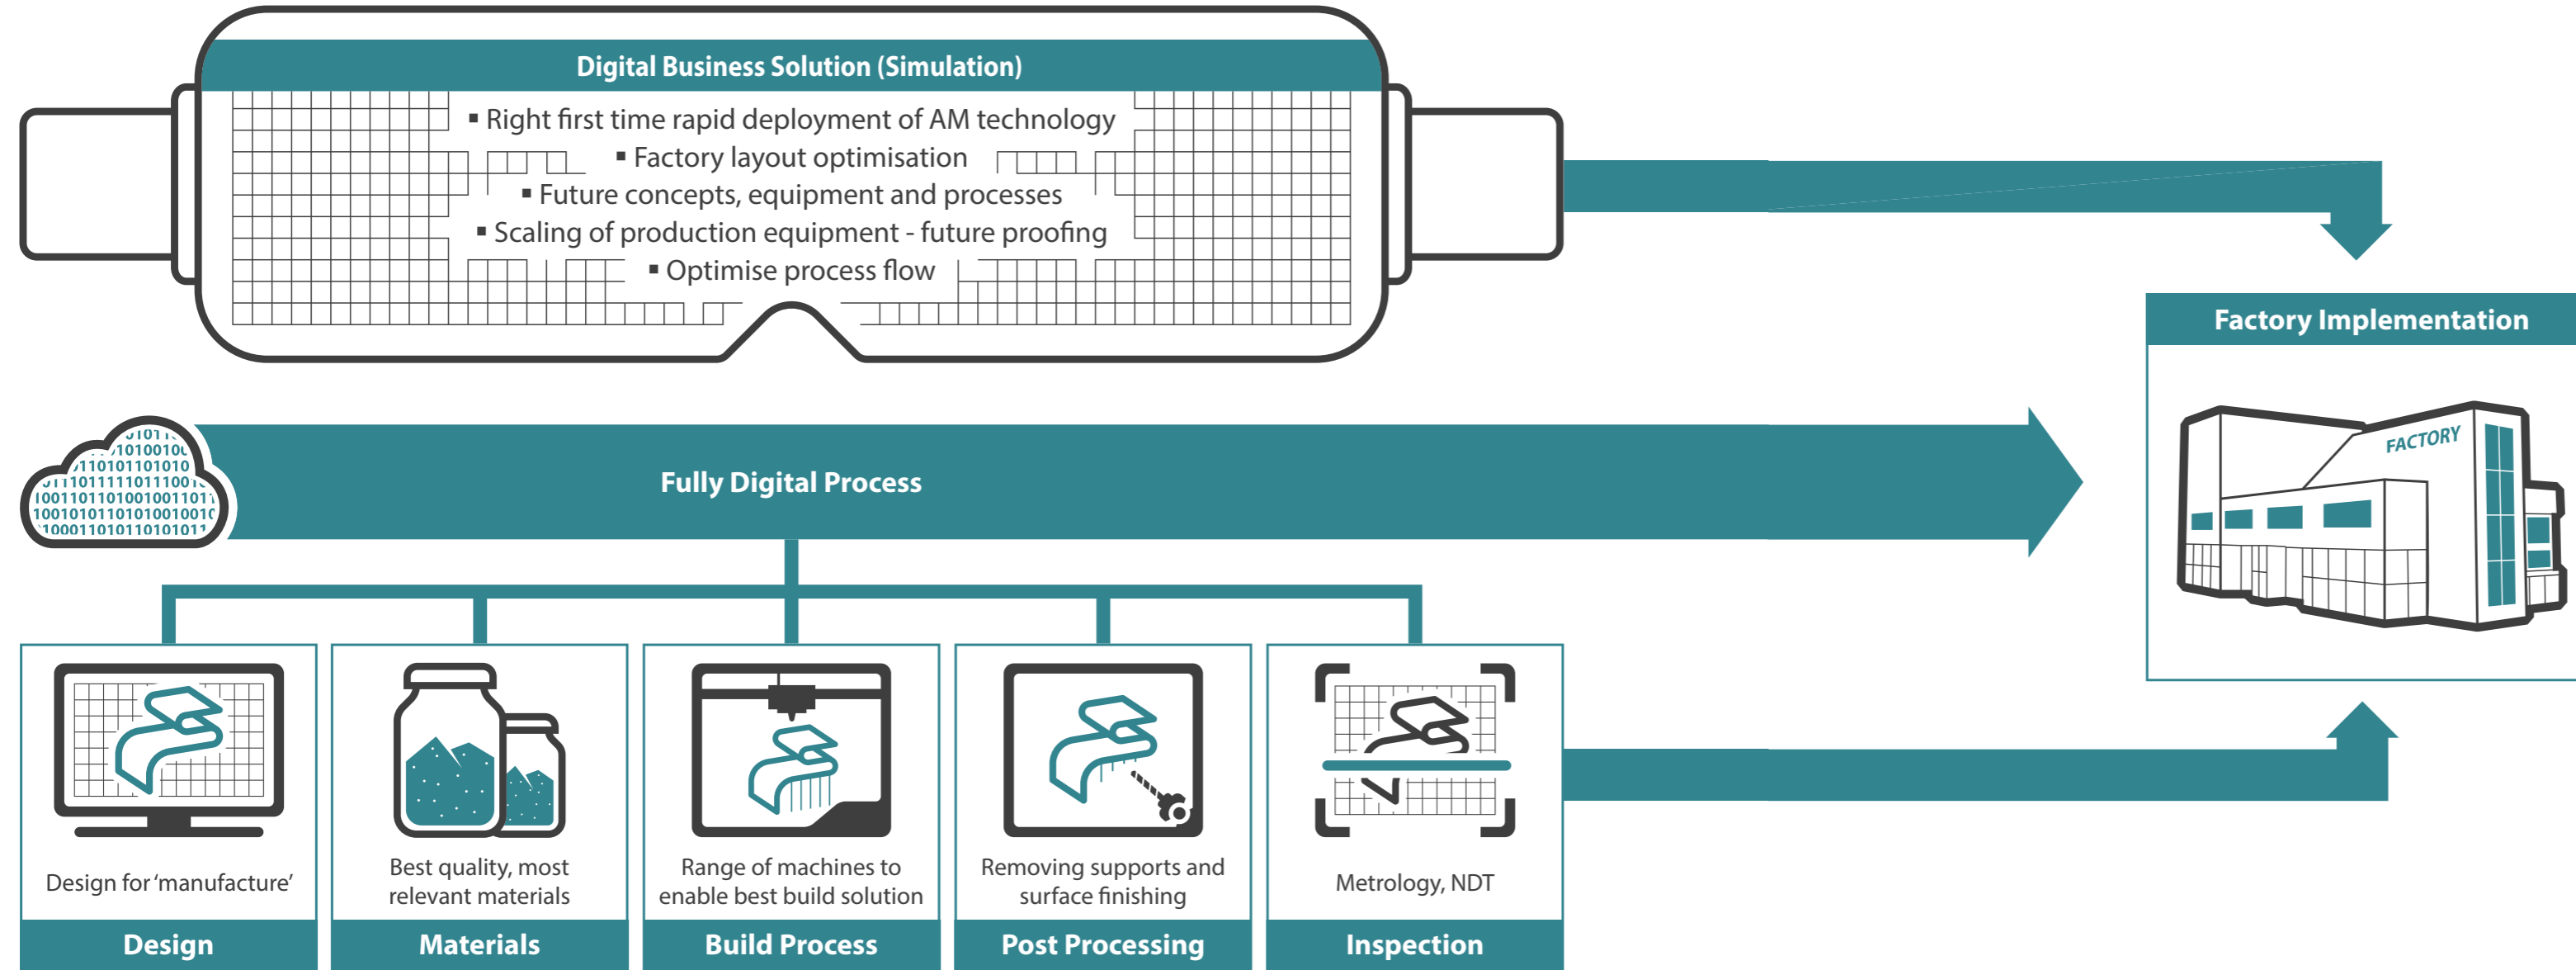 Digital Business Solution (Simulation)
▪ Right first time rapid deployment of AM technology
▪ Factory layout optimisation
▪ Future concepts, equipment and processes
▪ Scaling of production equipment - future proofing
▪ Optimise process flow
Factory Implementation
FACTORY
Fully Digital Process
Design for ‘manufacture’
Design
Best quality, most
relevant materials
Materials
Range of machines to
enable best build solution
Build Process
Removing supports and
surface finishing
Post Processing
Metrology, NDT
Inspection